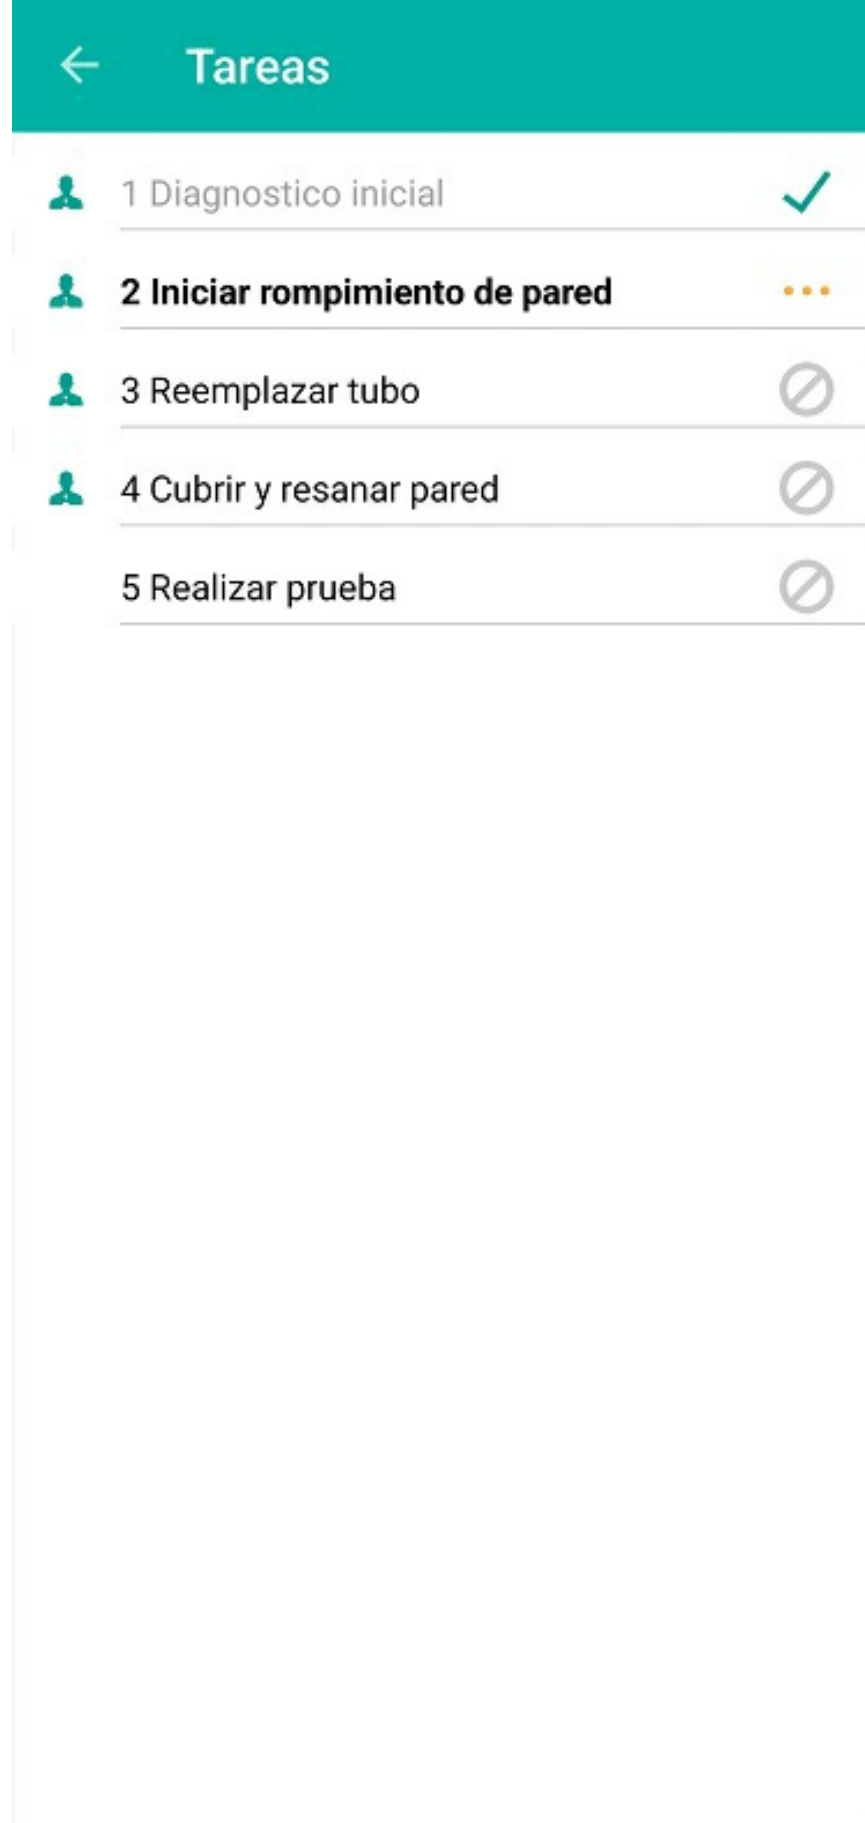 Tareas
1 Diagnostico inicial
2 Iniciar rompimiento de pared
3 Reemplazar tubo
4 Cubrir y resanar pared
5 Realizar prueba